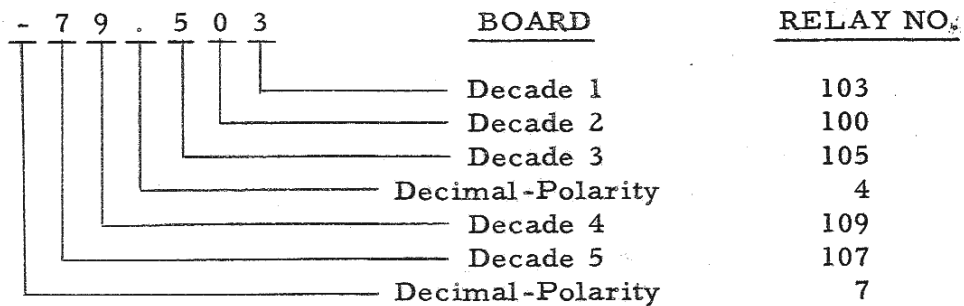 - 7 9 . 5 0 3 BOARD RELAY NO.
Decade 1 103
Decade 2 100
Decade 3 105
Decimal-Polarity 4
Decade 4 109
Decade 5 107
Decimal-Polarity 7